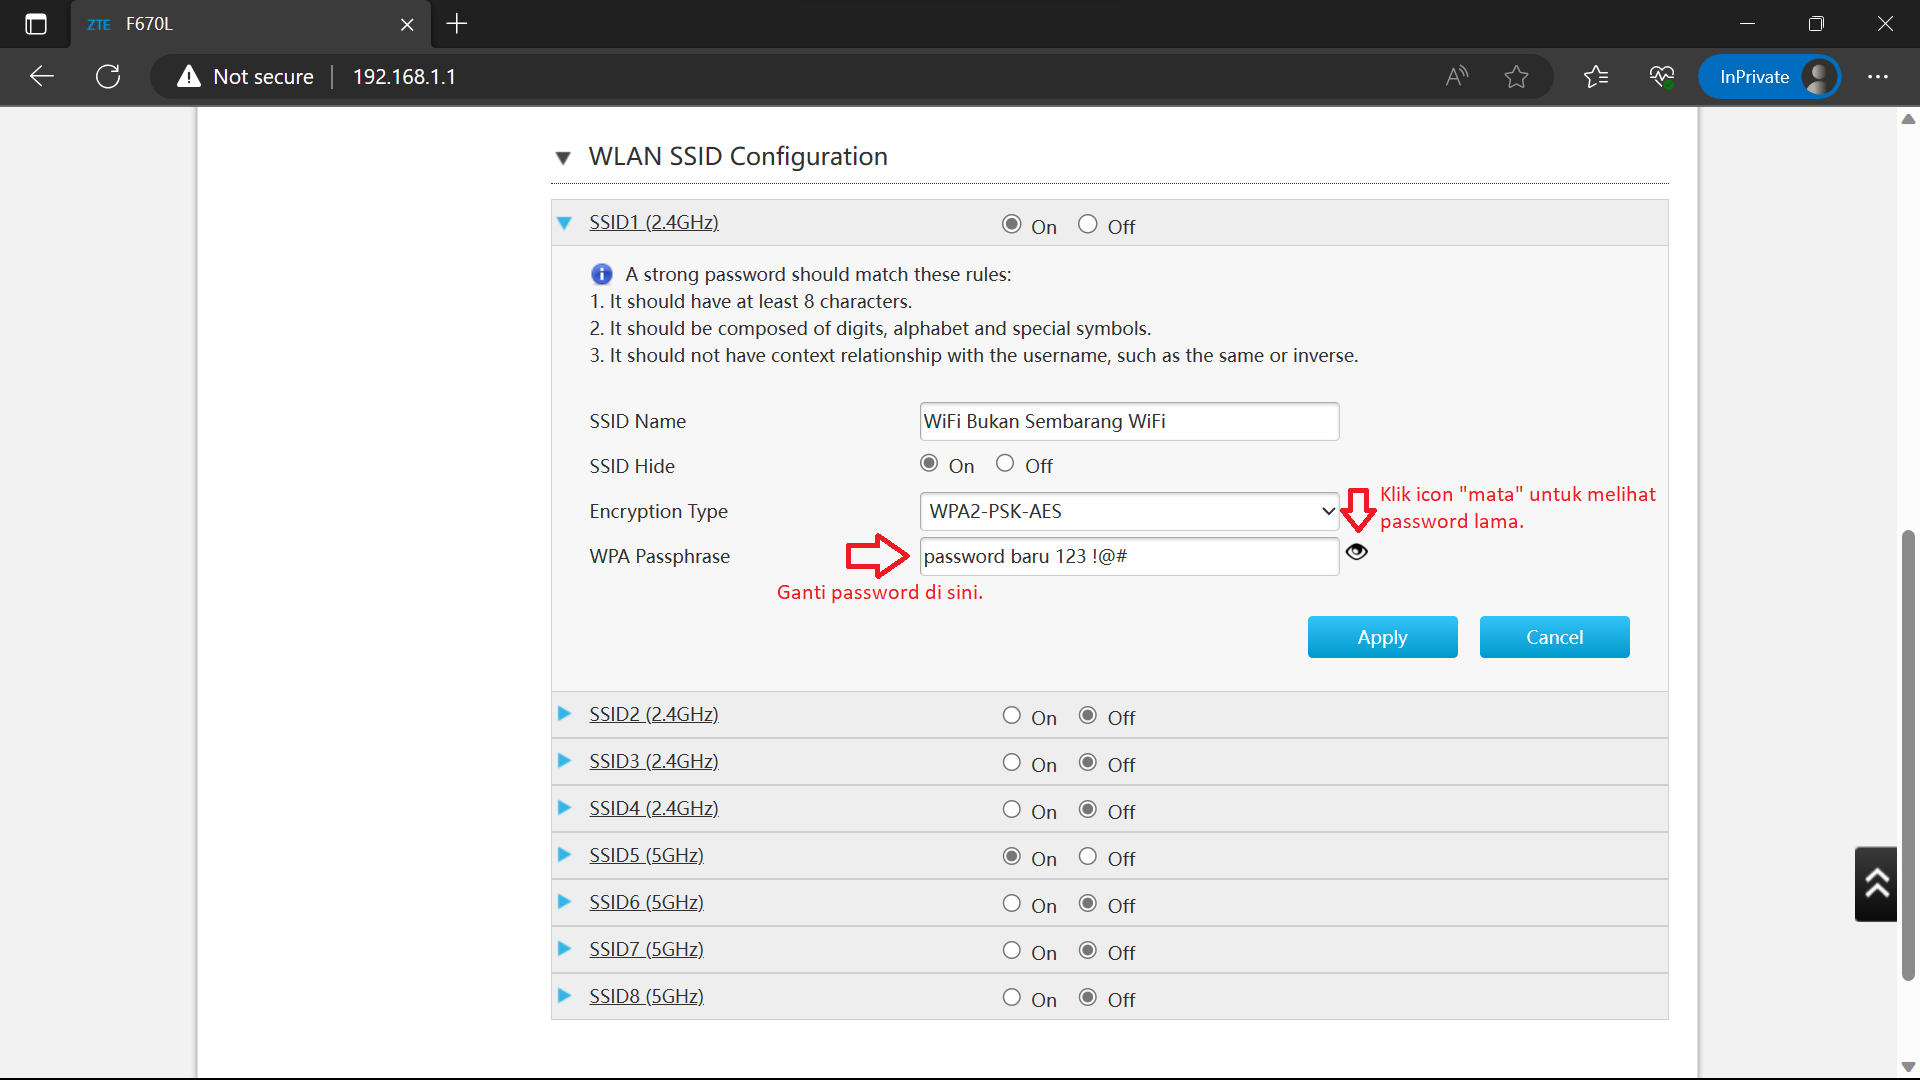 ZTE F670L
Not secure 192.168.1.1
InPrivate
WLAN SSID Configuration
SSID1 (2.4GHz) On Off
A strong password should match these rules:
1. It should have at least 8 characters.
2. It should be composed of digits, alphabet and special symbols.
3. It should not have context relationship with the username, such as the same or inverse.
SSID Name WiFi Bukan Sembarang WiFi
SSID Hide On Off
Encryption Type WPA2-PSK-AES
Klik icon "mata" untuk melihat
password lama.
WPA Passphrase password baru 123 !@#
Ganti password di sini.
Apply Cancel
SSID2 (2.4GHz) On Off
SSID3 (2.4GHz) On Off
SSID4 (2.4GHz) On Off
SSID5 (5GHz) On Off
SSID6 (5GHz) On Off
SSID7 (5GHz) On Off
SSID8 (5GHz) On Off